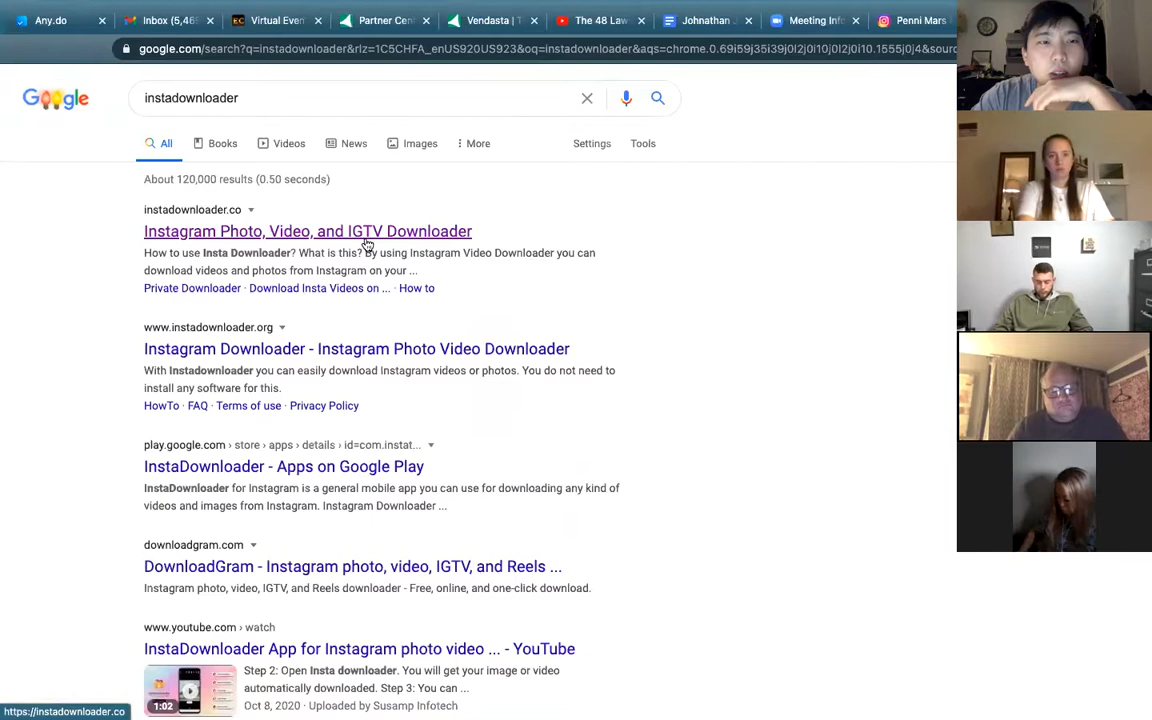 Any.do
Inbox (5,46
Virtual Even
Partner Cen
Vendasta | T
The 48 Law
Johnathan
Meeting Info
Penni Mars
google.com/search?q=instadownloader&rlz=1C5CHFA_enUS920US923&oq=instadownloader&aqs=chrome.0.69i59j35i39j0l2j0i10j0l2j0i10.1555j0j4&sour
Google
instadownloader
All
Books
Videos
News
Images
More
Settings
Tools
About 120,000 results (0.50 seconds)
instadownloader.co
Instagram Photo, Video, and IGTV Downloader
How to use Insta Downloader? What is this? By using Instagram Video Downloader you can
download videos and photos from Instagram on your ...
Private Downloader · Download Insta Videos on ... · How to
www.instadownloader.org
Instagram Downloader - Instagram Photo Video Downloader
With Instadownloader you can easily download Instagram videos or photos. You do not need to
install any software for this.
HowTo · FAQ · Terms of use · Privacy Policy
play.google.com › store › apps › details › id=com.instat...
InstaDownloader - Apps on Google Play
InstaDownloader for Instagram is a general mobile app you can use for downloading any kind of
videos and images from Instagram. Instagram Downloader ...
downloadgram.com
DownloadGram - Instagram photo, video, IGTV, and Reels ...
Instagram photo, video, IGTV, and Reels downloader - Free, online, and one-click download.
www.youtube.com › watch
InstaDownloader App for Instagram photo video ... - YouTube
Step 2: Open Insta downloader. You will get your image or video
automatically downloaded. Step 3: You can ...
1:02
Oct 8, 2020 · Uploaded by Susamp Infotech
https://instadownloader.co